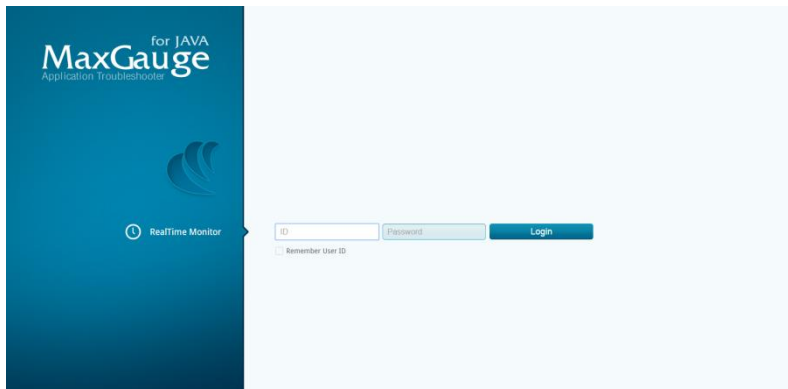 for JAVA
MaxGauge
Application Troubleshooter
RealTime Monitor
ID
Password
Login
Remember User ID